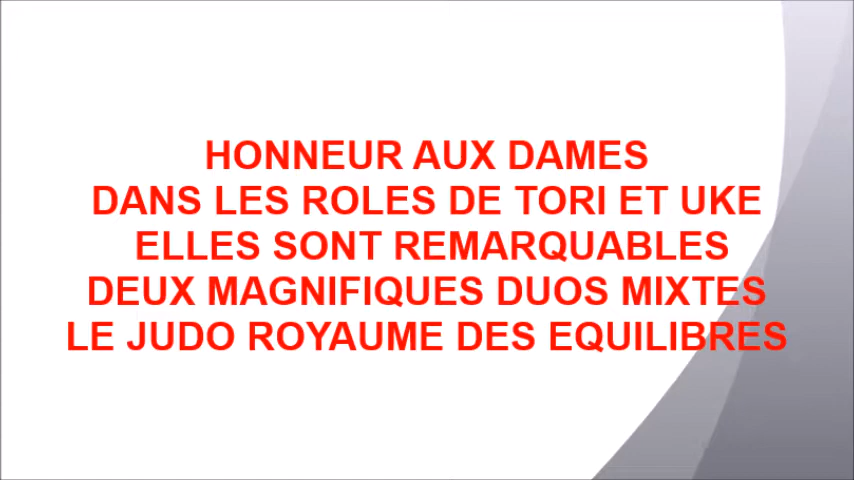 HONNEUR AUX DAMES
DANS LES ROLES DE TORI ET UKE
ELLES SONT REMARQUABLES
DEUX MAGNIFIQUES DUOS MIXTES
LE JUDO ROYAUME DES EQUILIBRES